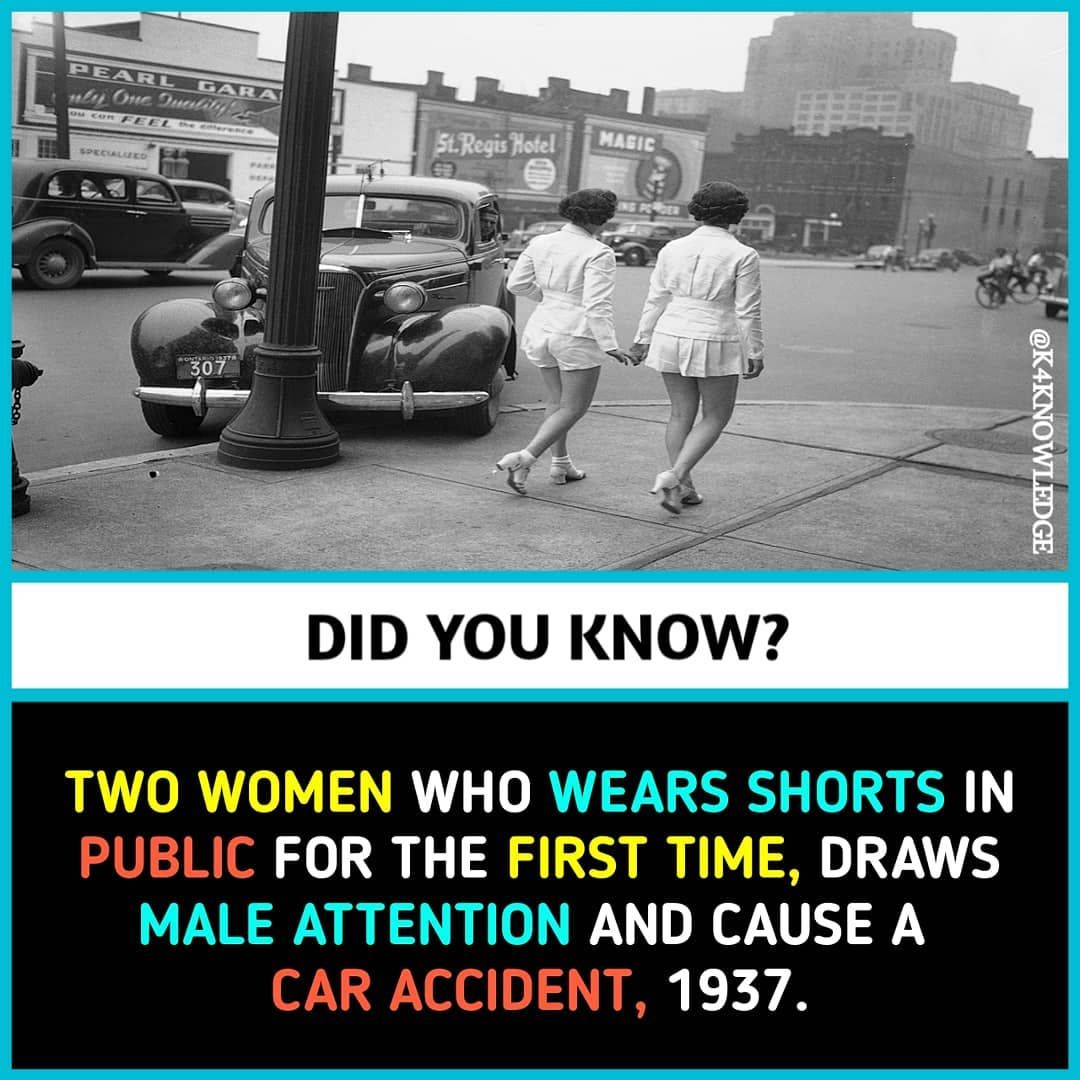 PEARL GARA
Only One Quality
You can FEEL the difference
SPECIALIZED
St. Regis Hotel
MAGIC
ONTARIO 1937
307
@K4KNOWLEDGE
DID YOU KNOW?
TWO WOMEN WHO WEARS SHORTS IN
PUBLIC FOR THE FIRST TIME, DRAWS
MALE ATTENTION AND CAUSE A
CAR ACCIDENT, 1937.